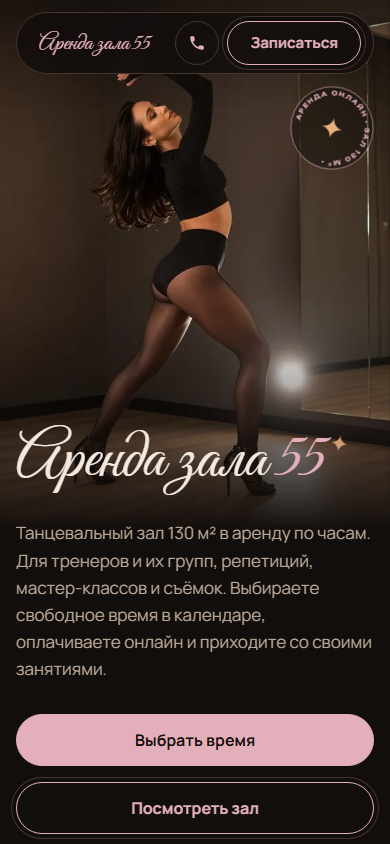 Аренда зала 55
Записаться
АРЕНДА ОНЛАЙН · ЗАЛ 130 М² ·
Аренда зала 55
Танцевальный зал 130 м² в аренду по часам.
Для тренеров и их групп, репетиций,
мастер-классов и съёмок. Выбираете
свободное время в календаре,
оплачиваете онлайн и приходите со своими
занятиями.
Выбрать время
Посмотреть зал